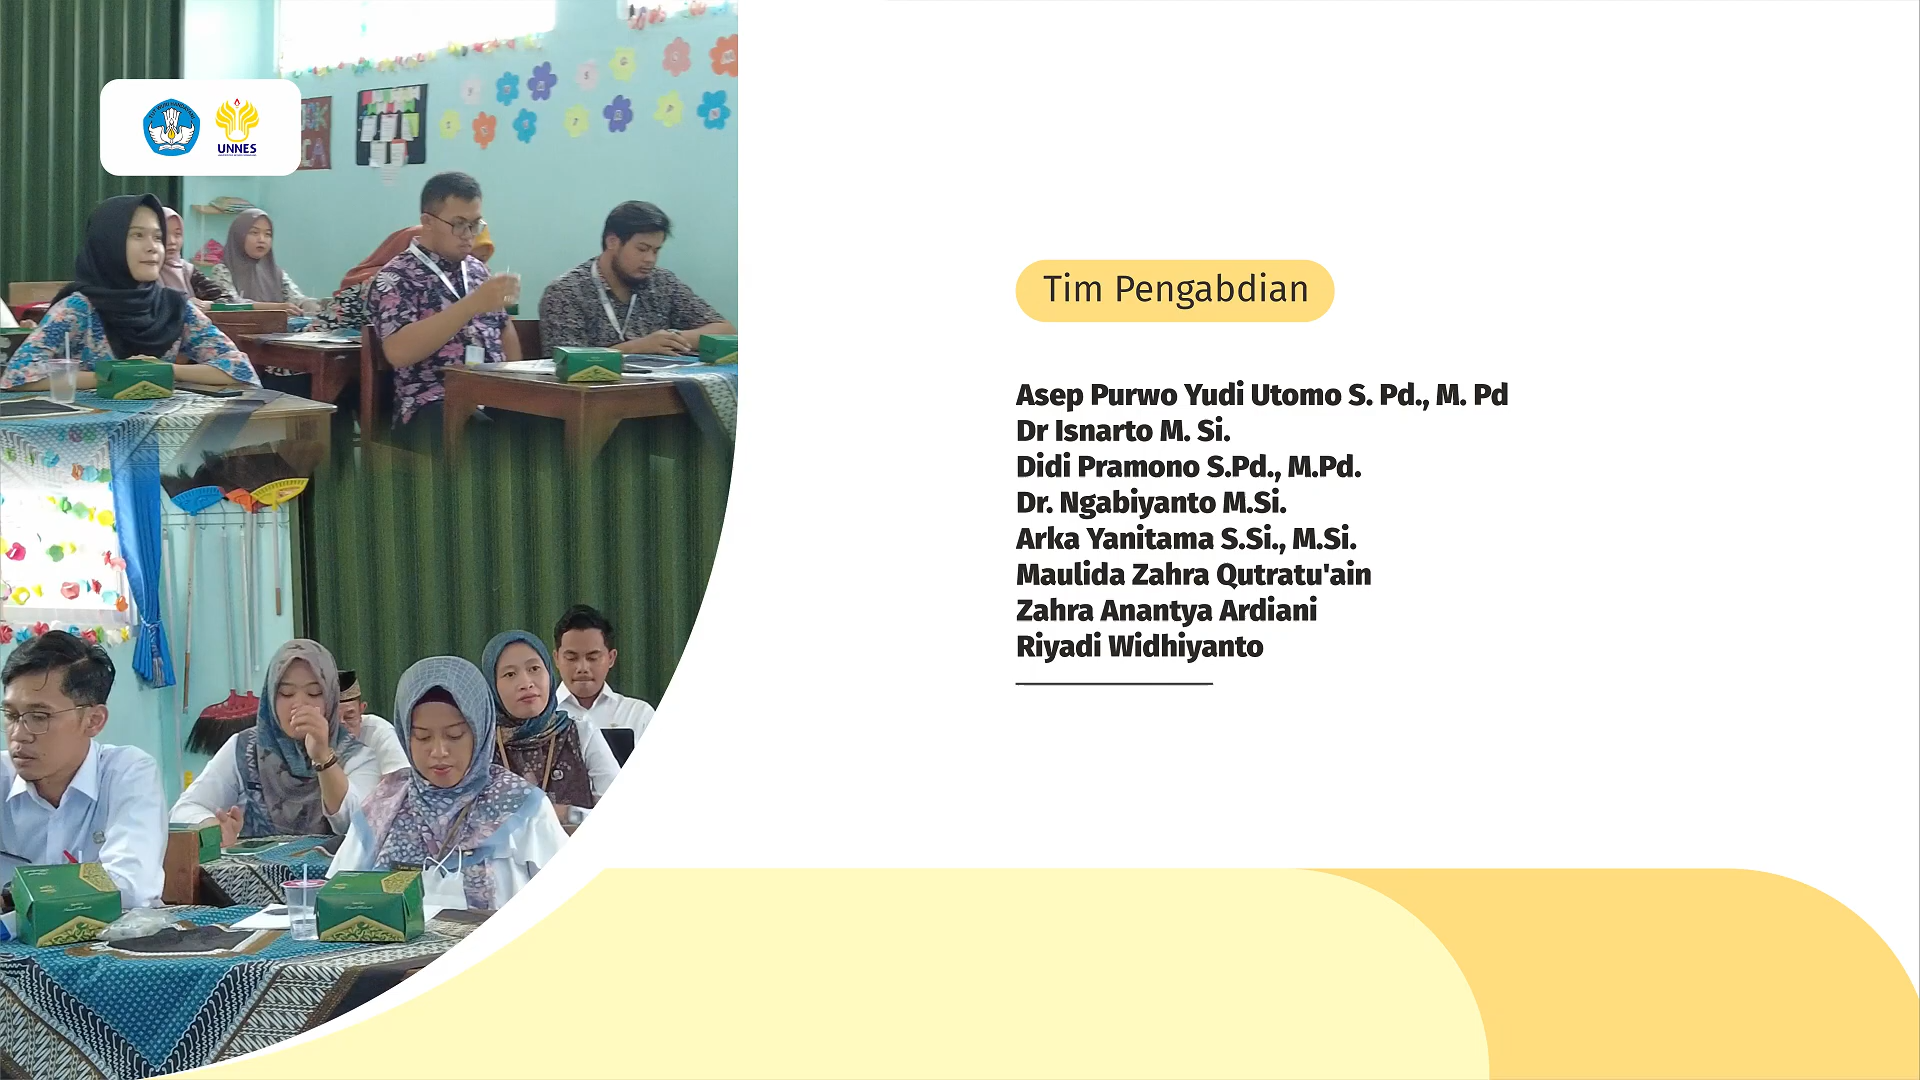 UNNES
Tim Pengabdian
Asep Purwo Yudi Utomo S. Pd., M. Pd
Dr Isnarto M. Si.
Didi Pramono S.Pd., M.Pd.
Dr. Ngabiyanto M.Si.
Arka Yanitama S.Si., M.Si.
Maulida Zahra Qutratu'ain
Zahra Anantya Ardiani
Riyadi Widhiyanto